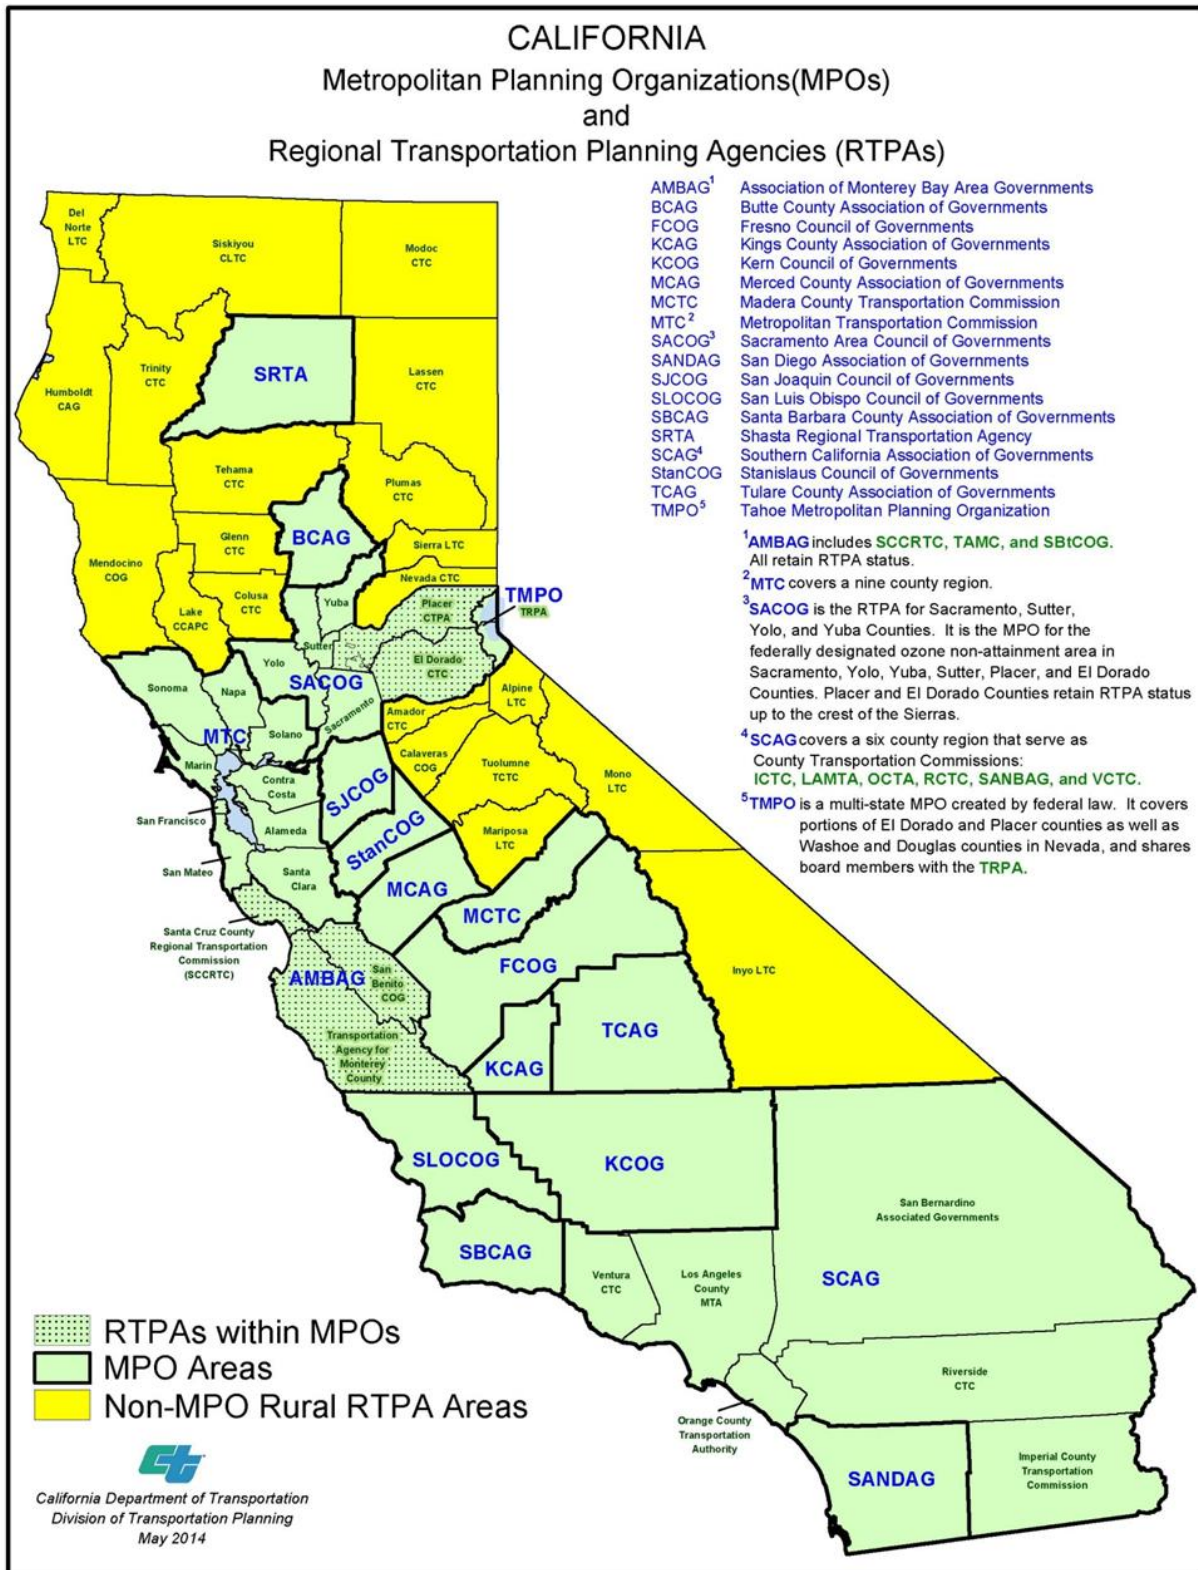 CALIFORNIA
Metropolitan Planning Organizations(MPOs)
and
Regional Transportation Planning Agencies (RTPAs)
AMBAG1 Association of Monterey Bay Area Governments
BCAG Butte County Association of Governments
FCOG Fresno Council of Governments
KCAG Kings County Association of Governments
KCOG Kern Council of Governments
MCAG Merced County Association of Governments
MCTC Madera County Transportation Commission
MTC2 Metropolitan Transportation Commission
SACOG3 Sacramento Area Council of Governments
SANDAG San Diego Association of Governments
SJCOG San Joaquin Council of Governments
SLOCOG San Luis Obispo Council of Governments
SBCAG Santa Barbara County Association of Governments
SRTA Shasta Regional Transportation Agency
SCAG4 Southern California Association of Governments
StanCOG Stanislaus Council of Governments
TCAG Tulare County Association of Governments
TMPO5 Tahoe Metropolitan Planning Organization
1AMBAG includes SCCRTC, TAMC, and SBtCOG.
All retain RTPA status.
2MTC covers a nine county region.
3SACOG is the RTPA for Sacramento, Sutter,
Yolo, and Yuba Counties. It is the MPO for the
federally designated ozone non-attainment area in
Sacramento, Yolo, Yuba, Sutter, Placer, and El Dorado
Counties. Placer and El Dorado Counties retain RTPA status
up to the crest of the Sierras.
4SCAG covers a six county region that serve as
County Transportation Commissions:
ICTC, LAMTA, OCTA, RCTC, SANBAG, and VCTC.
5TMPO is a multi-state MPO created by federal law. It covers
portions of El Dorado and Placer counties as well as
Washoe and Douglas counties in Nevada, and shares
board members with the TRPA.
Del
Norte
LTC
Siskiyou
CLTC
Modoc
CTC
Humboldt
CAG
Trinity
CTC
SRTA
Lassen
CTC
Tehama
CTC
Plumas
CTC
BCAG
Glenn
CTC
Sierra LTC
Mendocino
COG
Nevada CTC
Lake
CCAPC
Colusa
CTC
Yuba
Placer
CTPA
TMPO
TRPA
Sutter
El Dorado
CTC
Yolo
SACOG
Sacramento
Sonoma
Napa
Alpine
LTC
Amador
CTC
MTC
Solano
Calaveras
COG
Tuolumne
TCTC
Mono
LTC
Marin
Contra
Costa
SJCOG
San Francisco
Alameda
StanCOG
Mariposa
LTC
San Mateo
Santa
Clara
MCAG
MCTC
Santa Cruz County
Regional Transportation
Commission
(SCCRTC)
AMBAG
San
Benito
COG
FCOG
Inyo LTC
Transportation
Agency for
Monterey
County
KCAG
TCAG
SLOCOG
KCOG
San Bernardino
Associated Governments
SBCAG
Ventura
CTC
Los Angeles
County
MTA
SCAG
Riverside
CTC
Orange County
Transportation
Authority
SANDAG
Imperial County
Transportation
Commission
RTPAs within MPOs
MPO Areas
Non-MPO Rural RTPA Areas
ct
California Department of Transportation
Division of Transportation Planning
May 2014